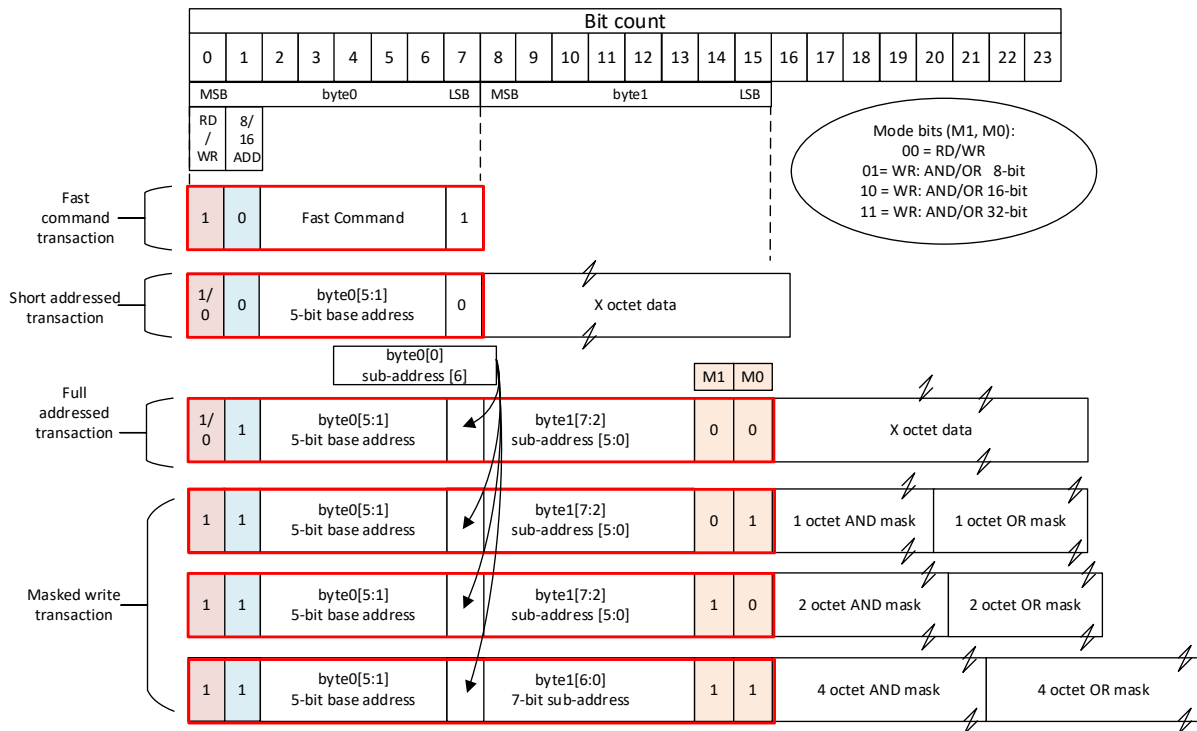 Bit count
0 1 2 3 4 5 6 7 8 9 10 11 12 13 14 15 16 17 18 19 20 21 22 23
MSB byte0 LSB MSB byte1 LSB
RD
/
WR
8/
16
ADD
Mode bits (M1, M0):
00 = RD/WR
01= WR: AND/OR 8-bit
10 = WR: AND/OR 16-bit
11 = WR: AND/OR 32-bit
Fast
command
transaction
1 0 Fast Command 1
Short addressed
transaction
1/
0
0
byte0[5:1]
5-bit base address
0
X octet data
byte0[0]
sub-address [6]
M1 M0
Full
addressed
transaction
1/
0
1
byte0[5:1]
5-bit base address
byte1[7:2]
sub-address [5:0]
0 0
X octet data
Masked write
transaction
1 1
byte0[5:1]
5-bit base address
byte1[7:2]
sub-address [5:0]
0 1
1 octet AND mask
1 octet OR mask
1 1
byte0[5:1]
5-bit base address
byte1[7:2]
sub-address [5:0]
1 0
2 octet AND mask
2 octet OR mask
1 1
byte0[5:1]
5-bit base address
byte1[6:0]
7-bit sub-address
1 1
4 octet AND mask
4 octet OR mask